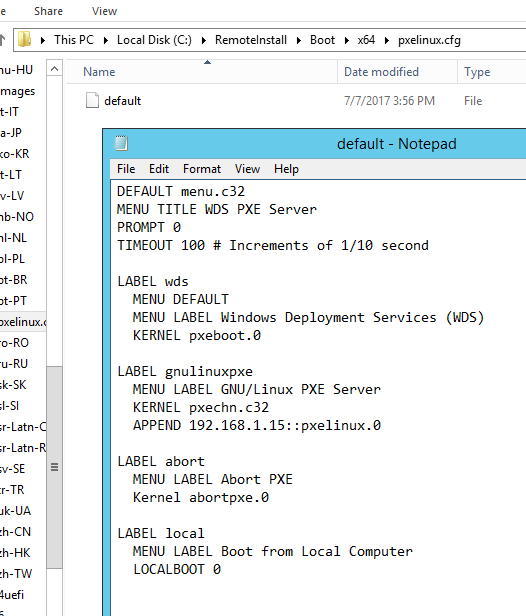 Share View
This PC Local Disk (C:) RemoteInstall Boot x64 pxelinux.cfg
Name Date modified Type
default 7/7/2017 3:56 PM File
nu-HU
mages
t-IT
a-JP
ko-KR
t-LT
v-LV
nb-NO
nl-NL
pl-PL
pt-BR
pt-PT
pxelinux.c
ro-RO
ru-RU
sk-SK
sl-SI
sr-Latn-C
sr-Latn-R
sv-SE
tr-TR
uk-UA
zh-CN
zh-HK
zh-TW
4uefi
default - Notepad
File Edit Format View Help
DEFAULT menu.c32
MENU TITLE WDS PXE Server
PROMPT 0
TIMEOUT 100 # Increments of 1/10 second
LABEL wds
MENU DEFAULT
MENU LABEL Windows Deployment Services (WDS)
KERNEL pxeboot.0
LABEL gnulinuxpxe
MENU LABEL GNU/Linux PXE Server
KERNEL pxechn.c32
APPEND 192.168.1.15::pxelinux.0
LABEL abort
MENU LABEL Abort PXE
Kernel abortpxe.0
LABEL local
MENU LABEL Boot from Local Computer
LOCALBOOT 0